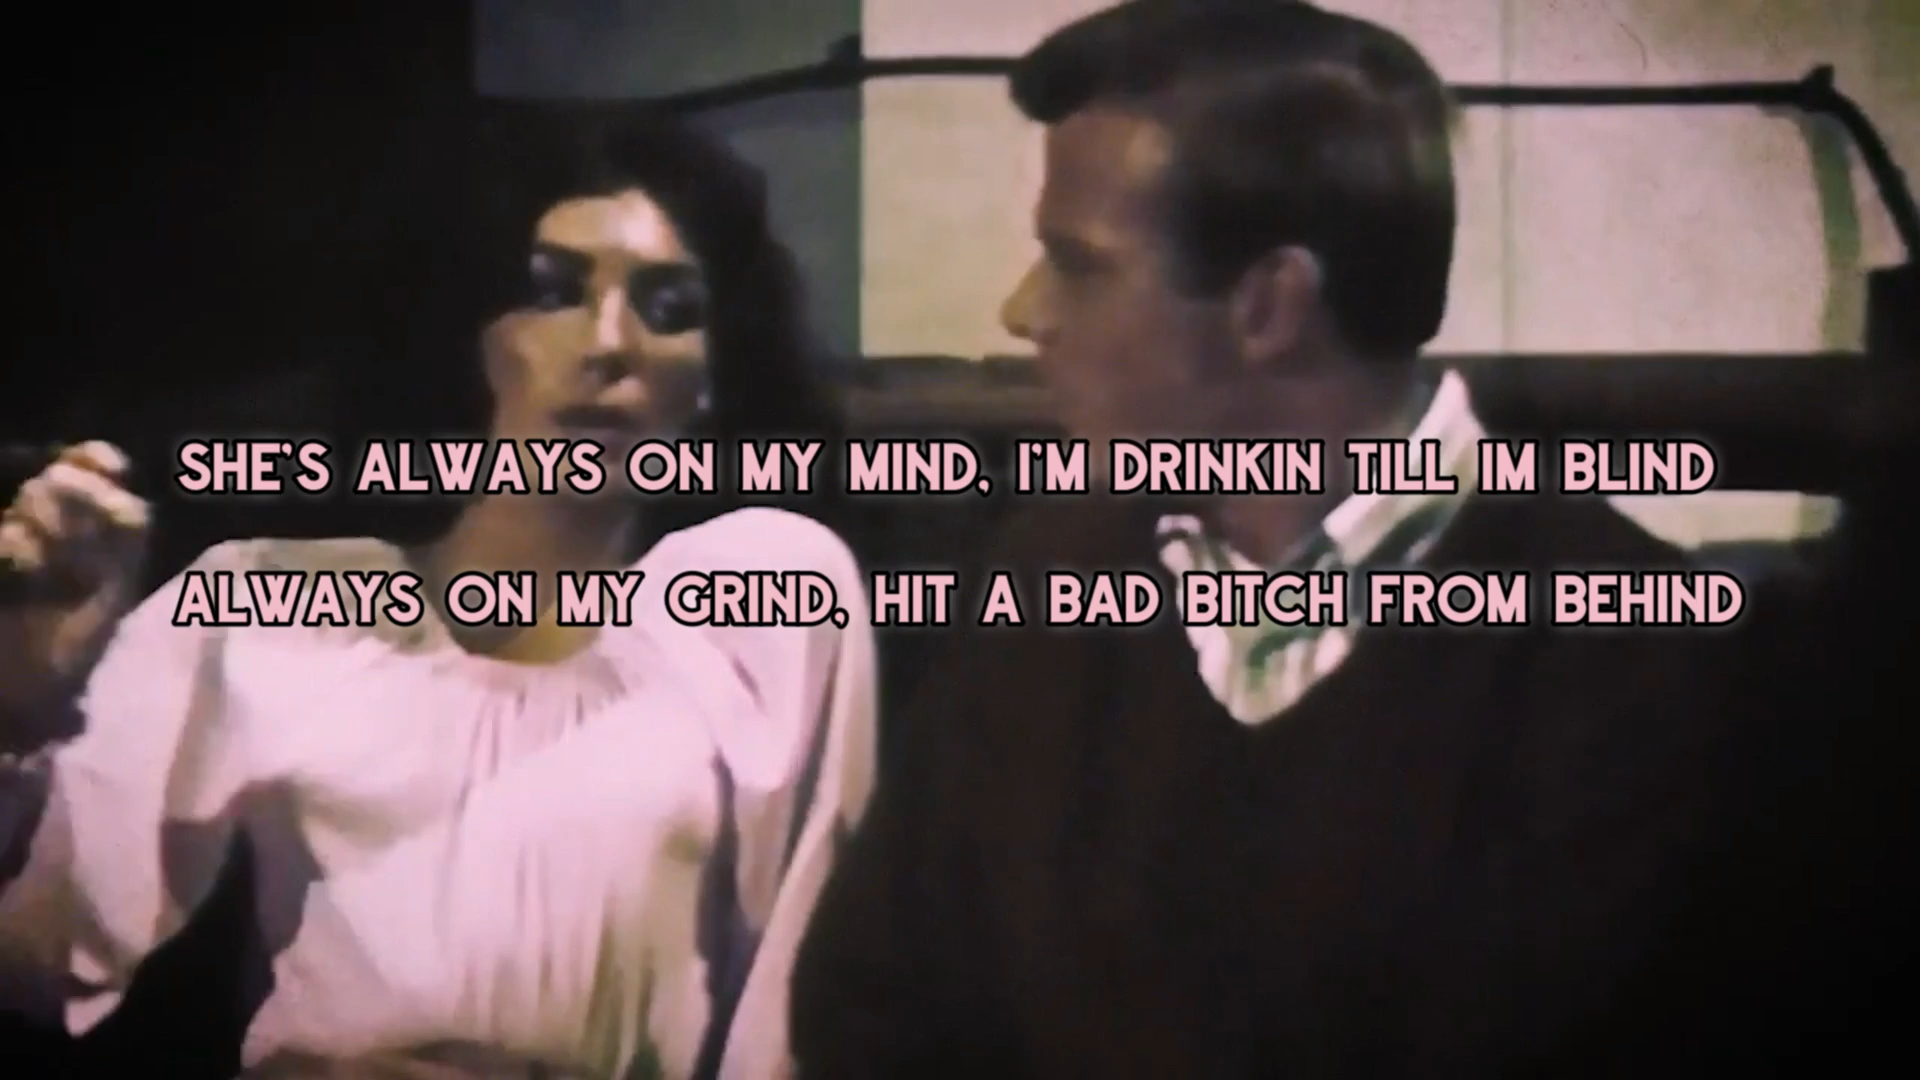 SHE'S ALWAYS ON MY MIND, I'M DRINKIN TILL IM BLIND
ALWAYS ON MY GRIND, HIT A BAD BITCH FROM BEHIND